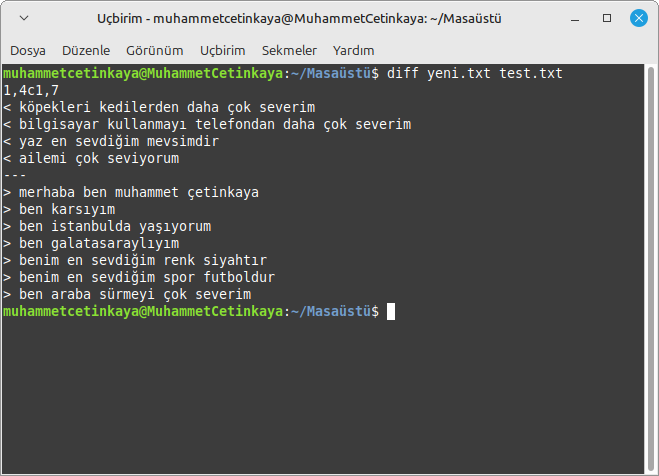 Uçbirim - muhammetcetinkaya@MuhammetCetinkaya: ~/Masaüstü
Dosya Düzenle Görünüm Uçbirim Sekmeler Yardım
muhammetcetinkaya@MuhammetCetinkaya:~/Masaüstü$ diff yeni.txt test.txt
1,4c1,7
< köpekleri kedilerden daha çok severim
< bilgisayar kullanmayı telefondan daha çok severim
< yaz en sevdiğim mevsimdir
< ailemi çok seviyorum
---
> merhaba ben muhammet çetinkaya
> ben karsıyım
> ben istanbulda yaşıyorum
> ben galatasaraylıyım
> benim en sevdiğim renk siyahtır
> benim en sevdiğim spor futboldur
> ben araba sürmeyi çok severim
muhammetcetinkaya@MuhammetCetinkaya:~/Masaüstü$